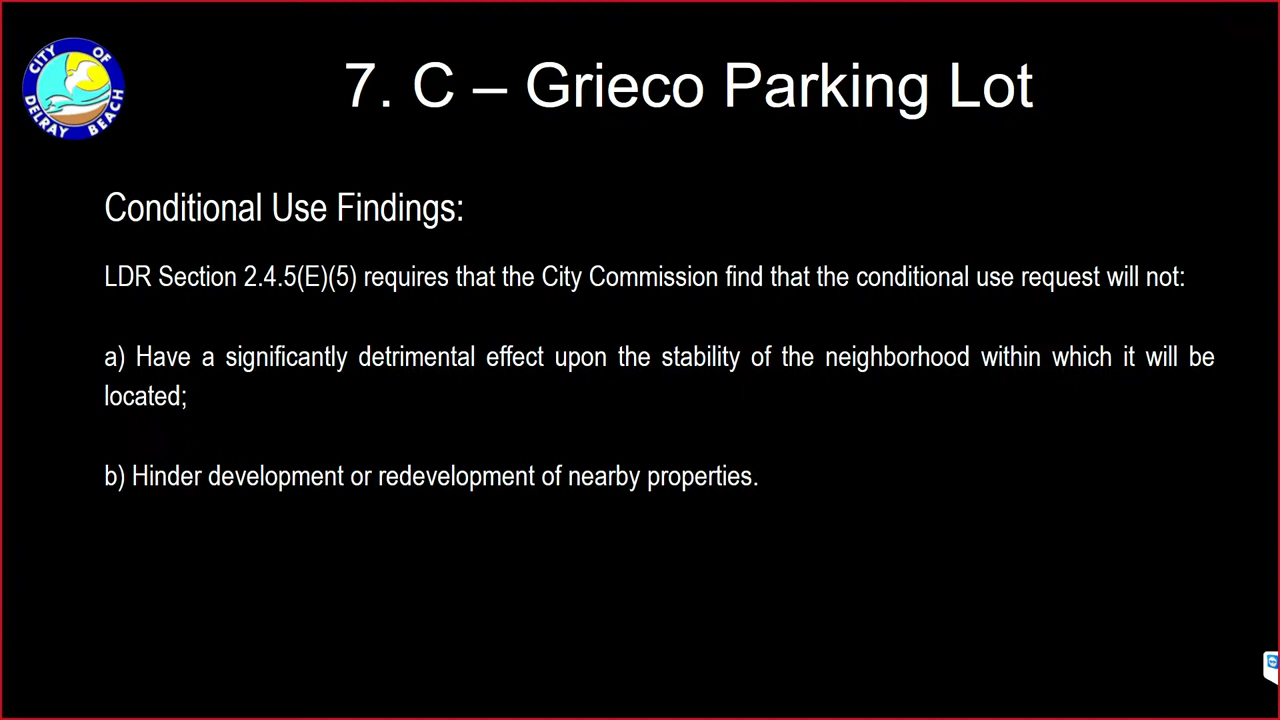 CITY OF
DELRAY BEACH
7. C – Grieco Parking Lot
Conditional Use Findings:
LDR Section 2.4.5(E)(5) requires that the City Commission find that the conditional use request will not:
a) Have a significantly detrimental effect upon the stability of the neighborhood within which it will be
located;
b) Hinder development or redevelopment of nearby properties.